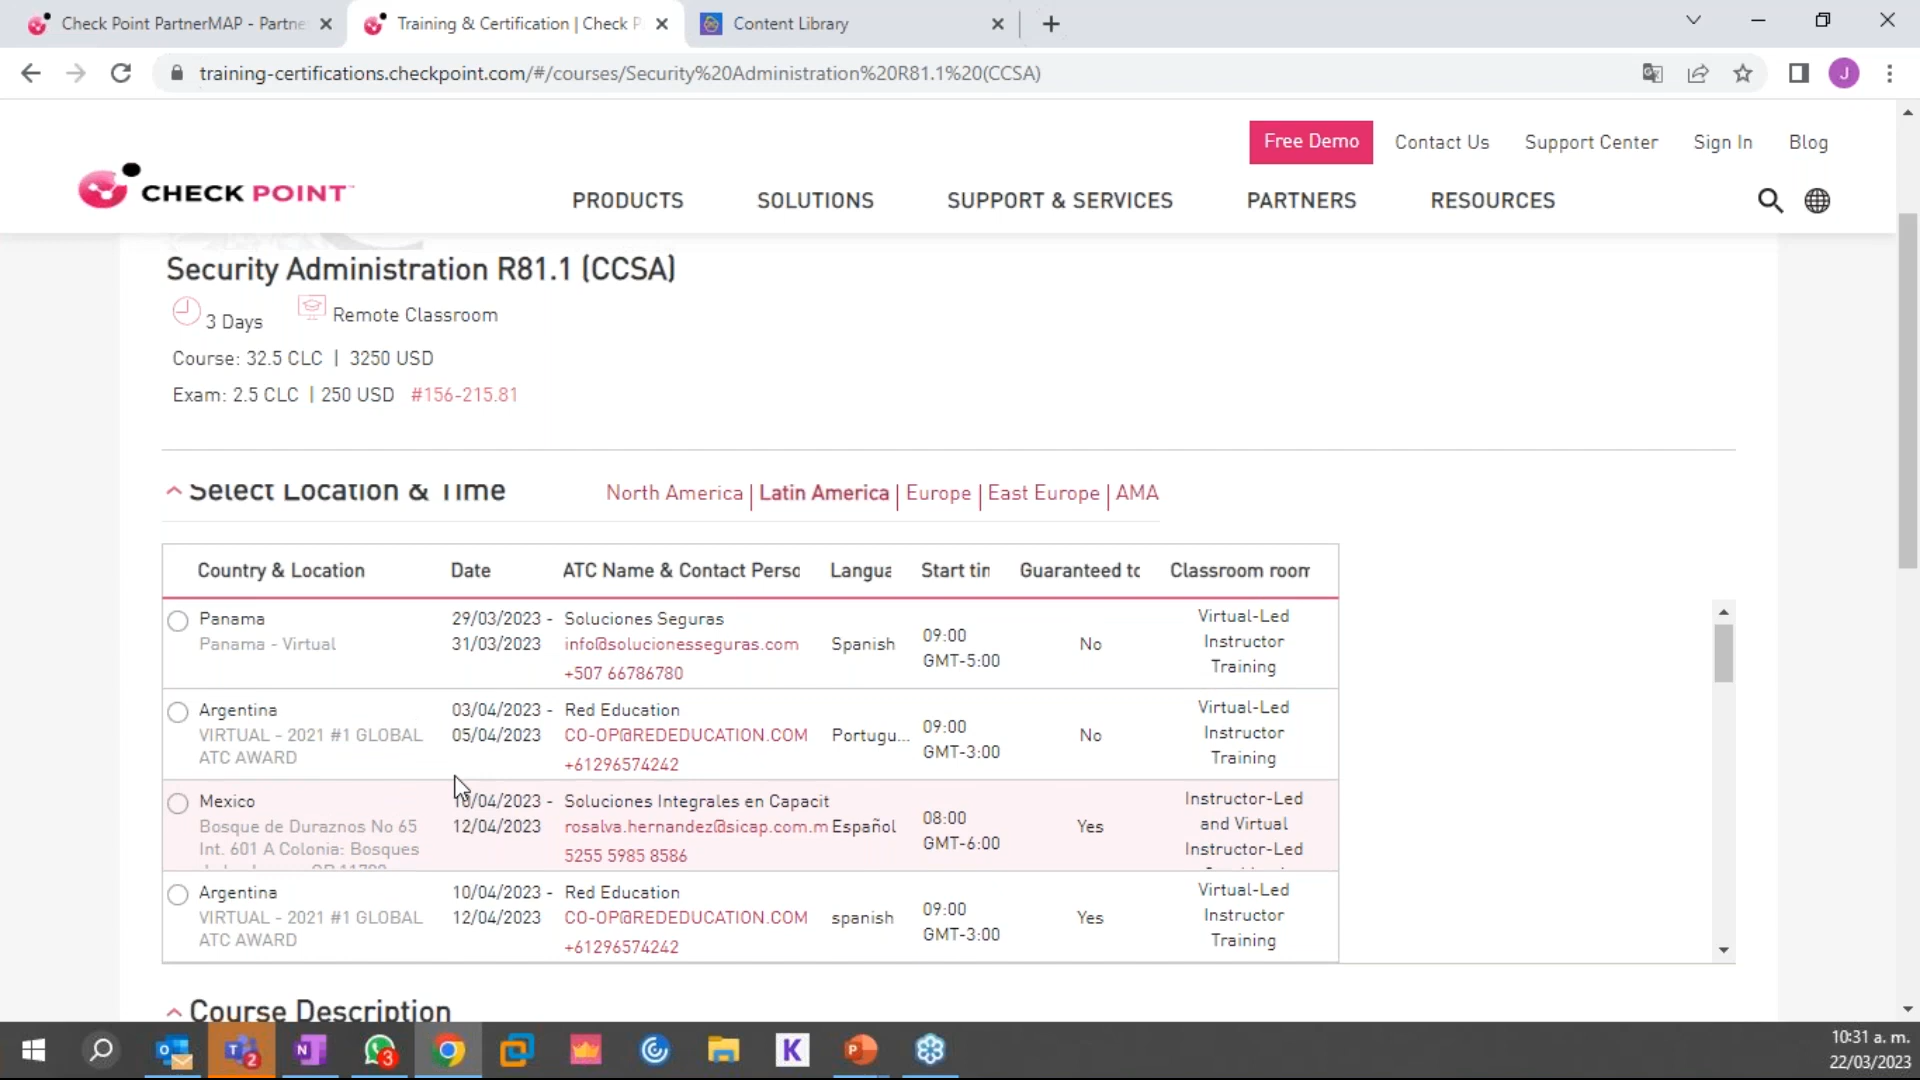 Check Point PartnerMAP - Partne
Training & Certification | Check P
Content Library
training-certifications.checkpoint.com/#/courses/Security%20Administration%20R81.1%20(CCSA)
J
Free Demo
Contact Us
Support Center
Sign In
Blog
CHECK POINT
PRODUCTS
SOLUTIONS
SUPPORT & SERVICES
PARTNERS
RESOURCES
Security Administration R81.1 (CCSA)
3 Days
Remote Classroom
Course: 32.5 CLC | 3250 USD
Exam: 2.5 CLC | 250 USD #156-215.81
Select Location & Time
North America | Latin America | Europe | East Europe | AMA
Country & Location
Date
ATC Name & Contact Perso
Langua
Start tin
Guaranteed to
Classroom room
Panama
Panama - Virtual
29/03/2023 -
31/03/2023
Soluciones Seguras
info@solucionesseguras.com
+507 66786780
Spanish
09:00
GMT-5:00
No
Virtual-Led
Instructor
Training
Argentina
VIRTUAL - 2021 #1 GLOBAL
ATC AWARD
03/04/2023 -
05/04/2023
Red Education
CO-OP@REDEDUCATION.COM
+61296574242
Portugu...
09:00
GMT-3:00
No
Virtual-Led
Instructor
Training
Mexico
Bosque de Duraznos No 65
Int. 601 A Colonia: Bosques
10/04/2023 -
12/04/2023
Soluciones Integrales en Capacit
rosalva.hernandez@sicap.com.m
5255 5985 8586
Español
08:00
GMT-6:00
Yes
Instructor-Led
and Virtual
Instructor-Led
Argentina
VIRTUAL - 2021 #1 GLOBAL
ATC AWARD
10/04/2023 -
12/04/2023
Red Education
CO-OP@REDEDUCATION.COM
+61296574242
spanish
09:00
GMT-3:00
Yes
Virtual-Led
Instructor
Training
Course Description
2
3
10:31 a. m.
22/03/2023